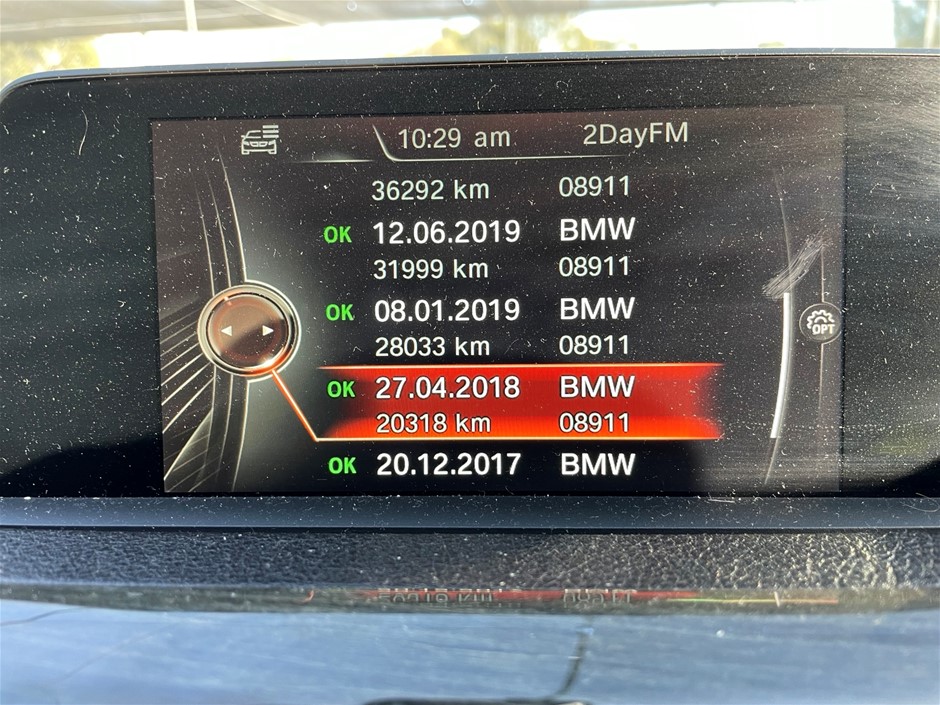 10:29 am 2DayFM
36292 km 08911
OK 12.06.2019 BMW
31999 km 08911
OK 08.01.2019 BMW
28033 km 08911
OPT
OK 27.04.2018 BMW
20318 km 08911
OK 20.12.2017 BMW